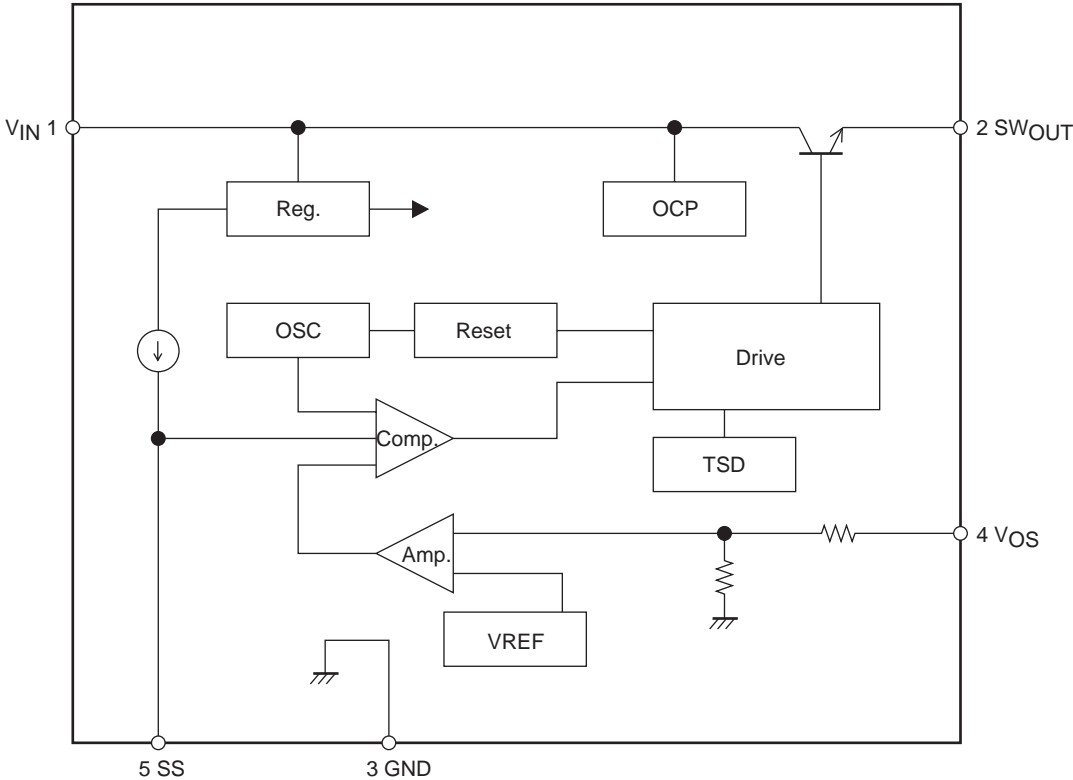 VIN 1
2 SWOUT
Reg.
OCP
OSC
Reset
Drive
Comp.
TSD
Amp.
4 VOS
VREF
5 SS
3 GND